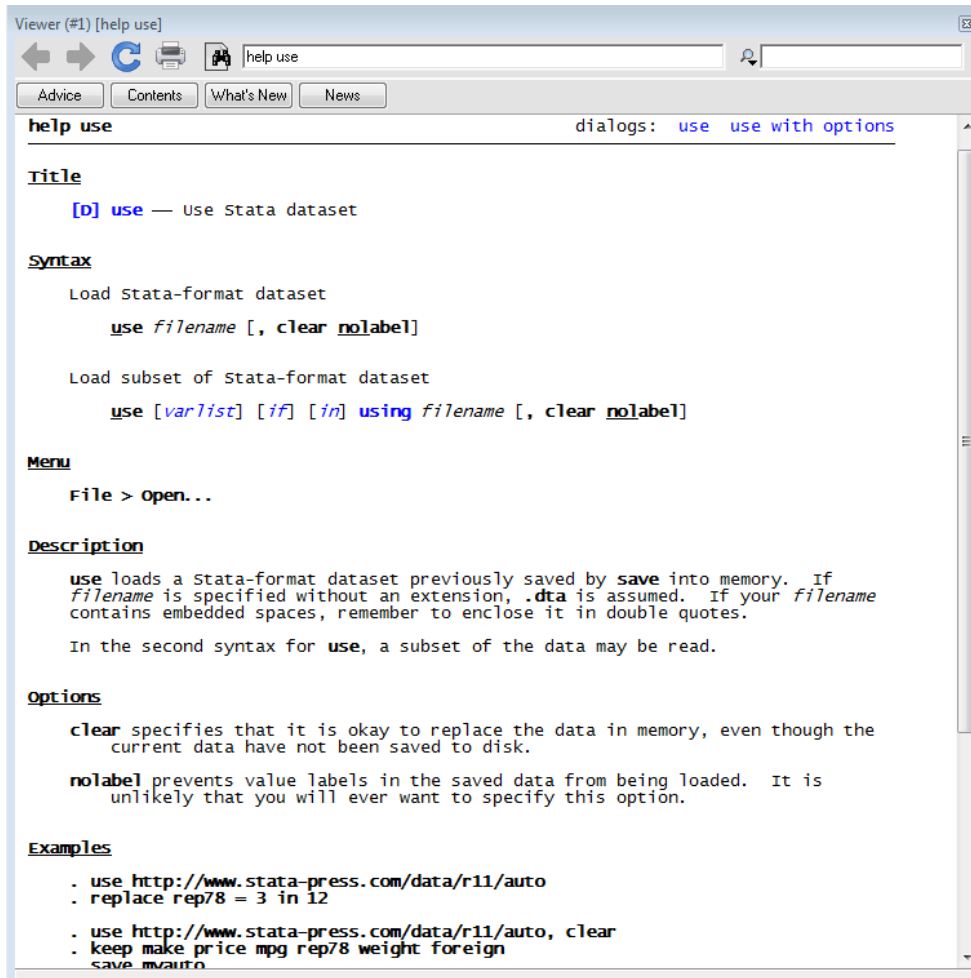 Viewer (#1) [help use]
help use
Advice Contents What's New News
help use dialogs: use use with options
Title
[D] use — Use Stata dataset
Syntax
Load Stata-format dataset
use filename [, clear nolabel]
Load subset of Stata-format dataset
use [varlist] [if] [in] using filename [, clear nolabel]
Menu
File > Open...
Description
use loads a Stata-format dataset previously saved by save into memory. If
filename is specified without an extension, .dta is assumed. If your filename
contains embedded spaces, remember to enclose it in double quotes.
In the second syntax for use, a subset of the data may be read.
Options
clear specifies that it is okay to replace the data in memory, even though the
current data have not been saved to disk.
nolabel prevents value labels in the saved data from being loaded. It is
unlikely that you will ever want to specify this option.
Examples
. use http://www.stata-press.com/data/r11/auto
. replace rep78 = 3 in 12
. use http://www.stata-press.com/data/r11/auto, clear
. keep make price mpg rep78 weight foreign
save myauto